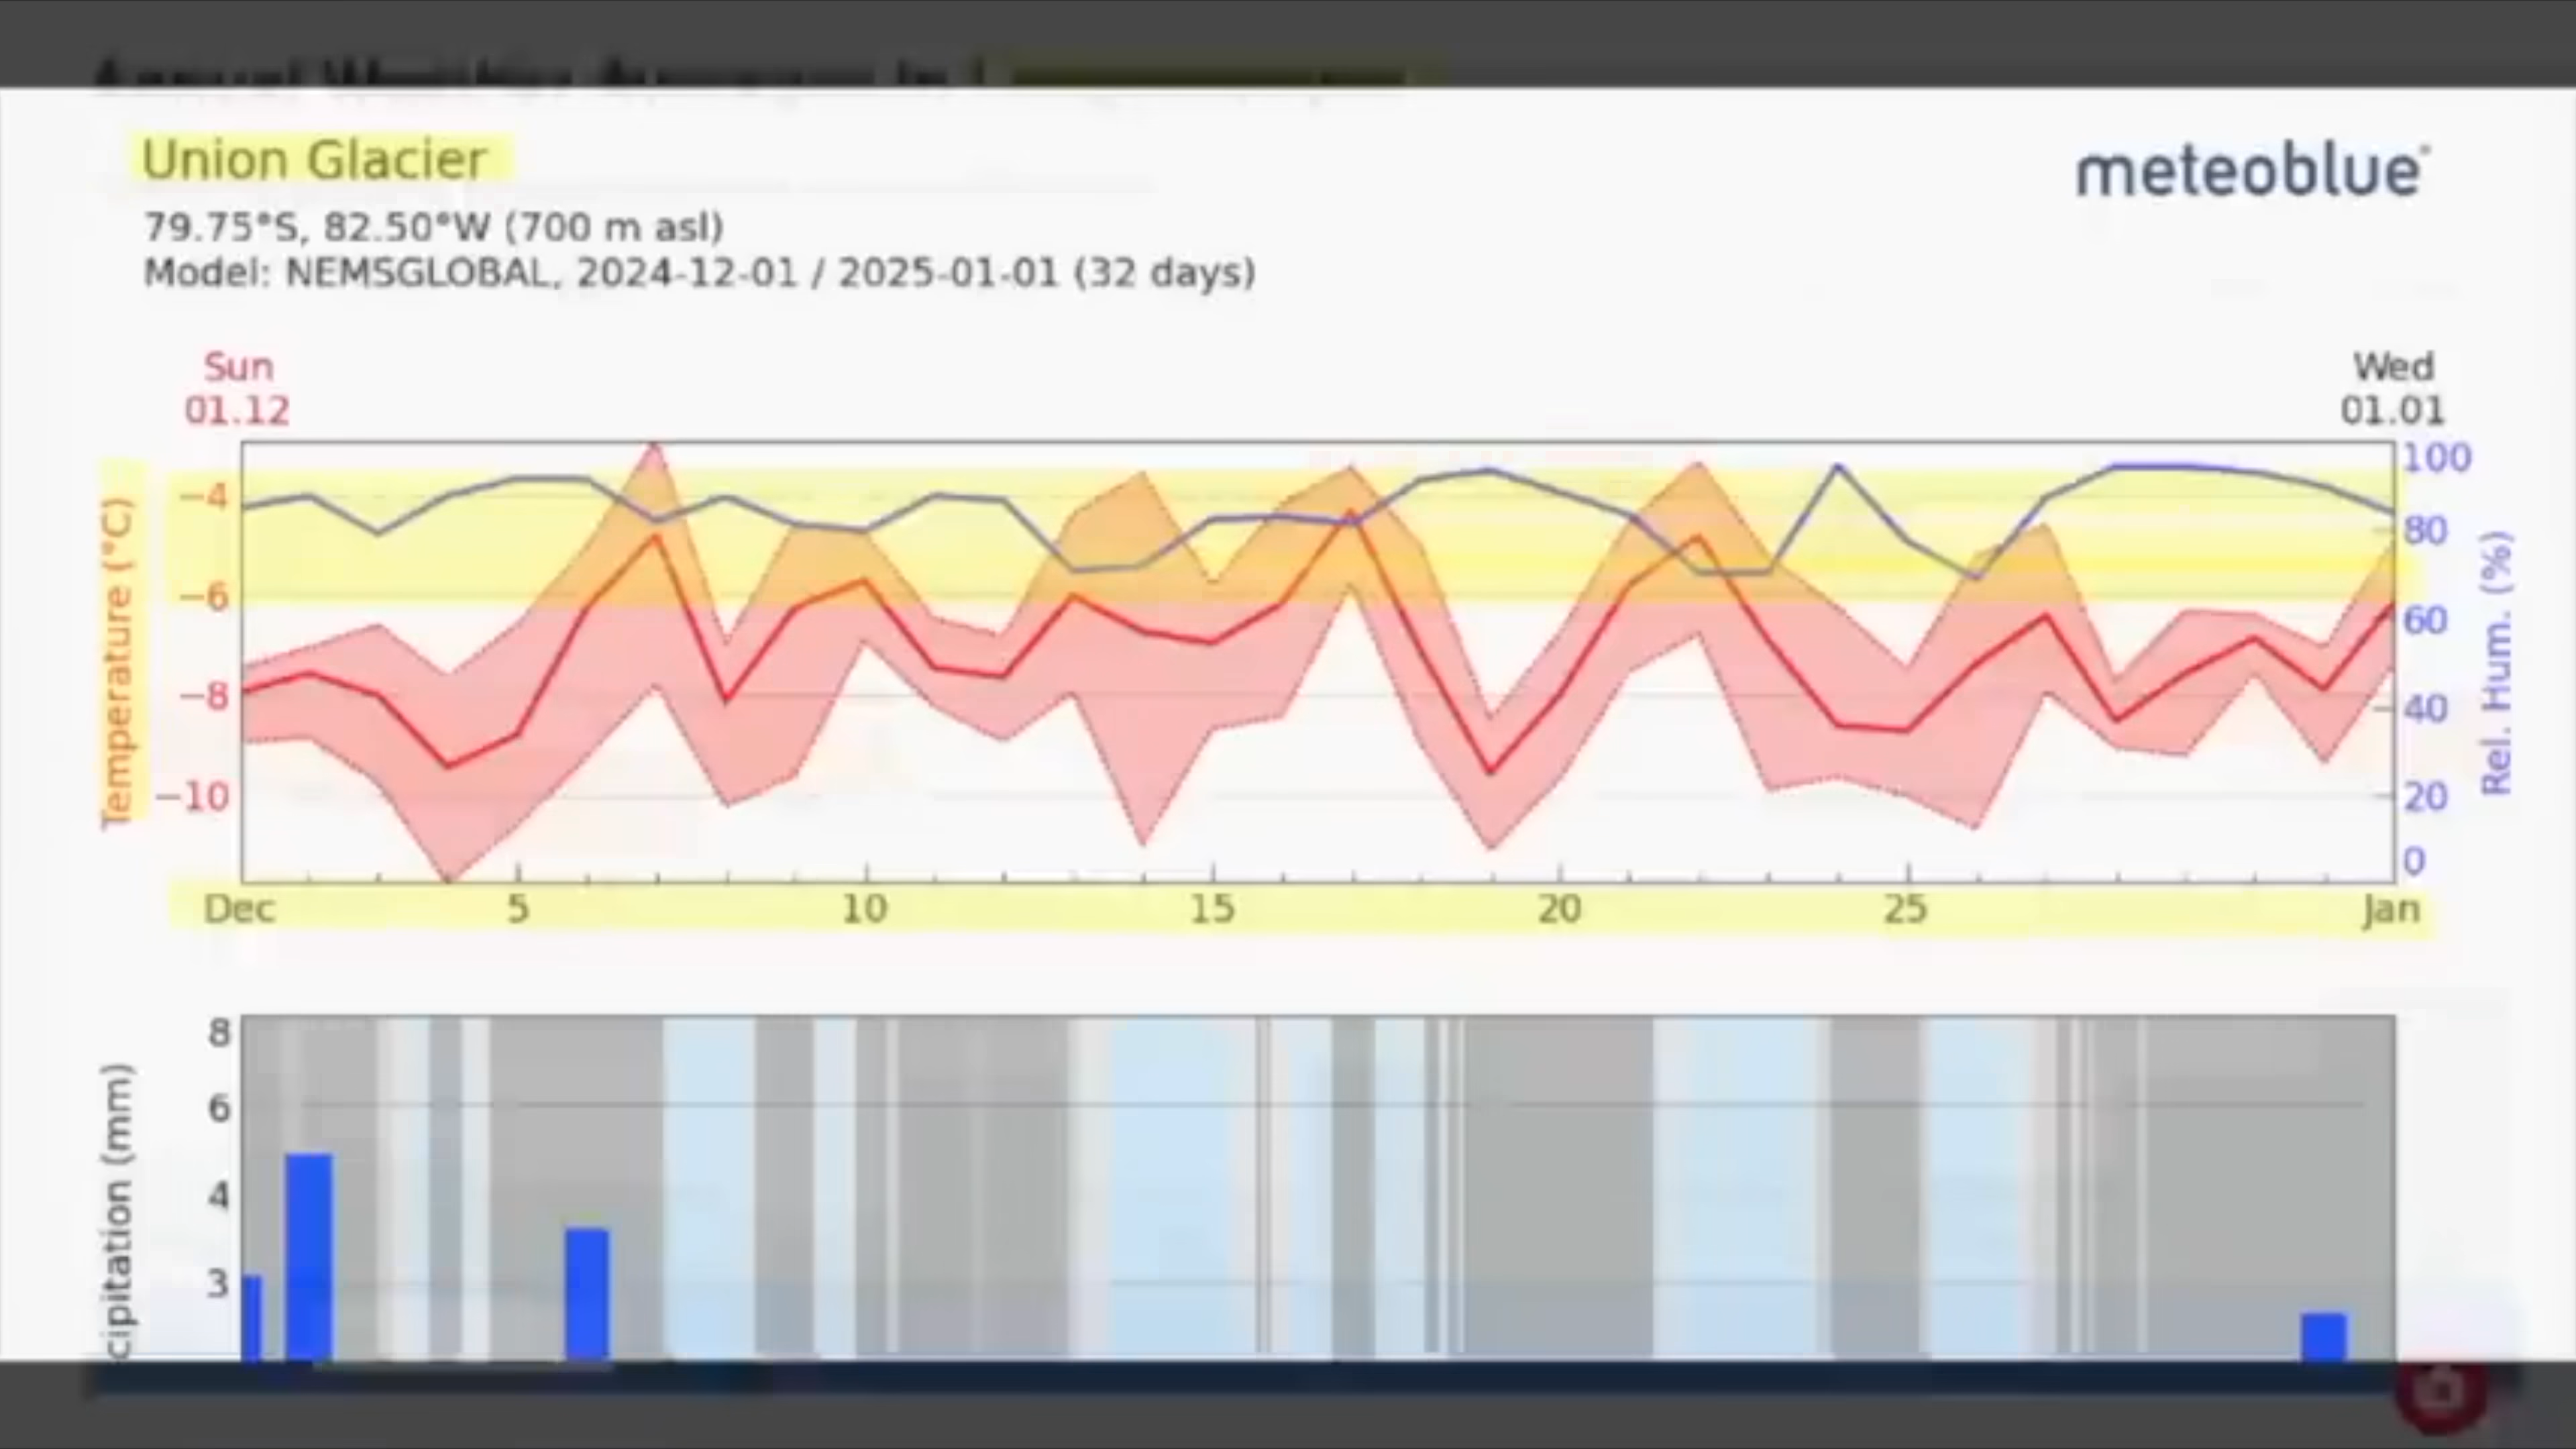 Union Glacier
meteoblue
79.75°S, 82.50°W (700 m asl)
Model: NEMSGLOBAL, 2024-12-01 / 2025-01-01 (32 days)
Sun
01.12
Wed
01.01
Temperature (°C)
−4
−6
−8
−10
100
80
60
40
20
0
Rel. Hum. (%)
Dec 5 10 15 20 25 Jan
cipitation (mm)
8
6
4
3